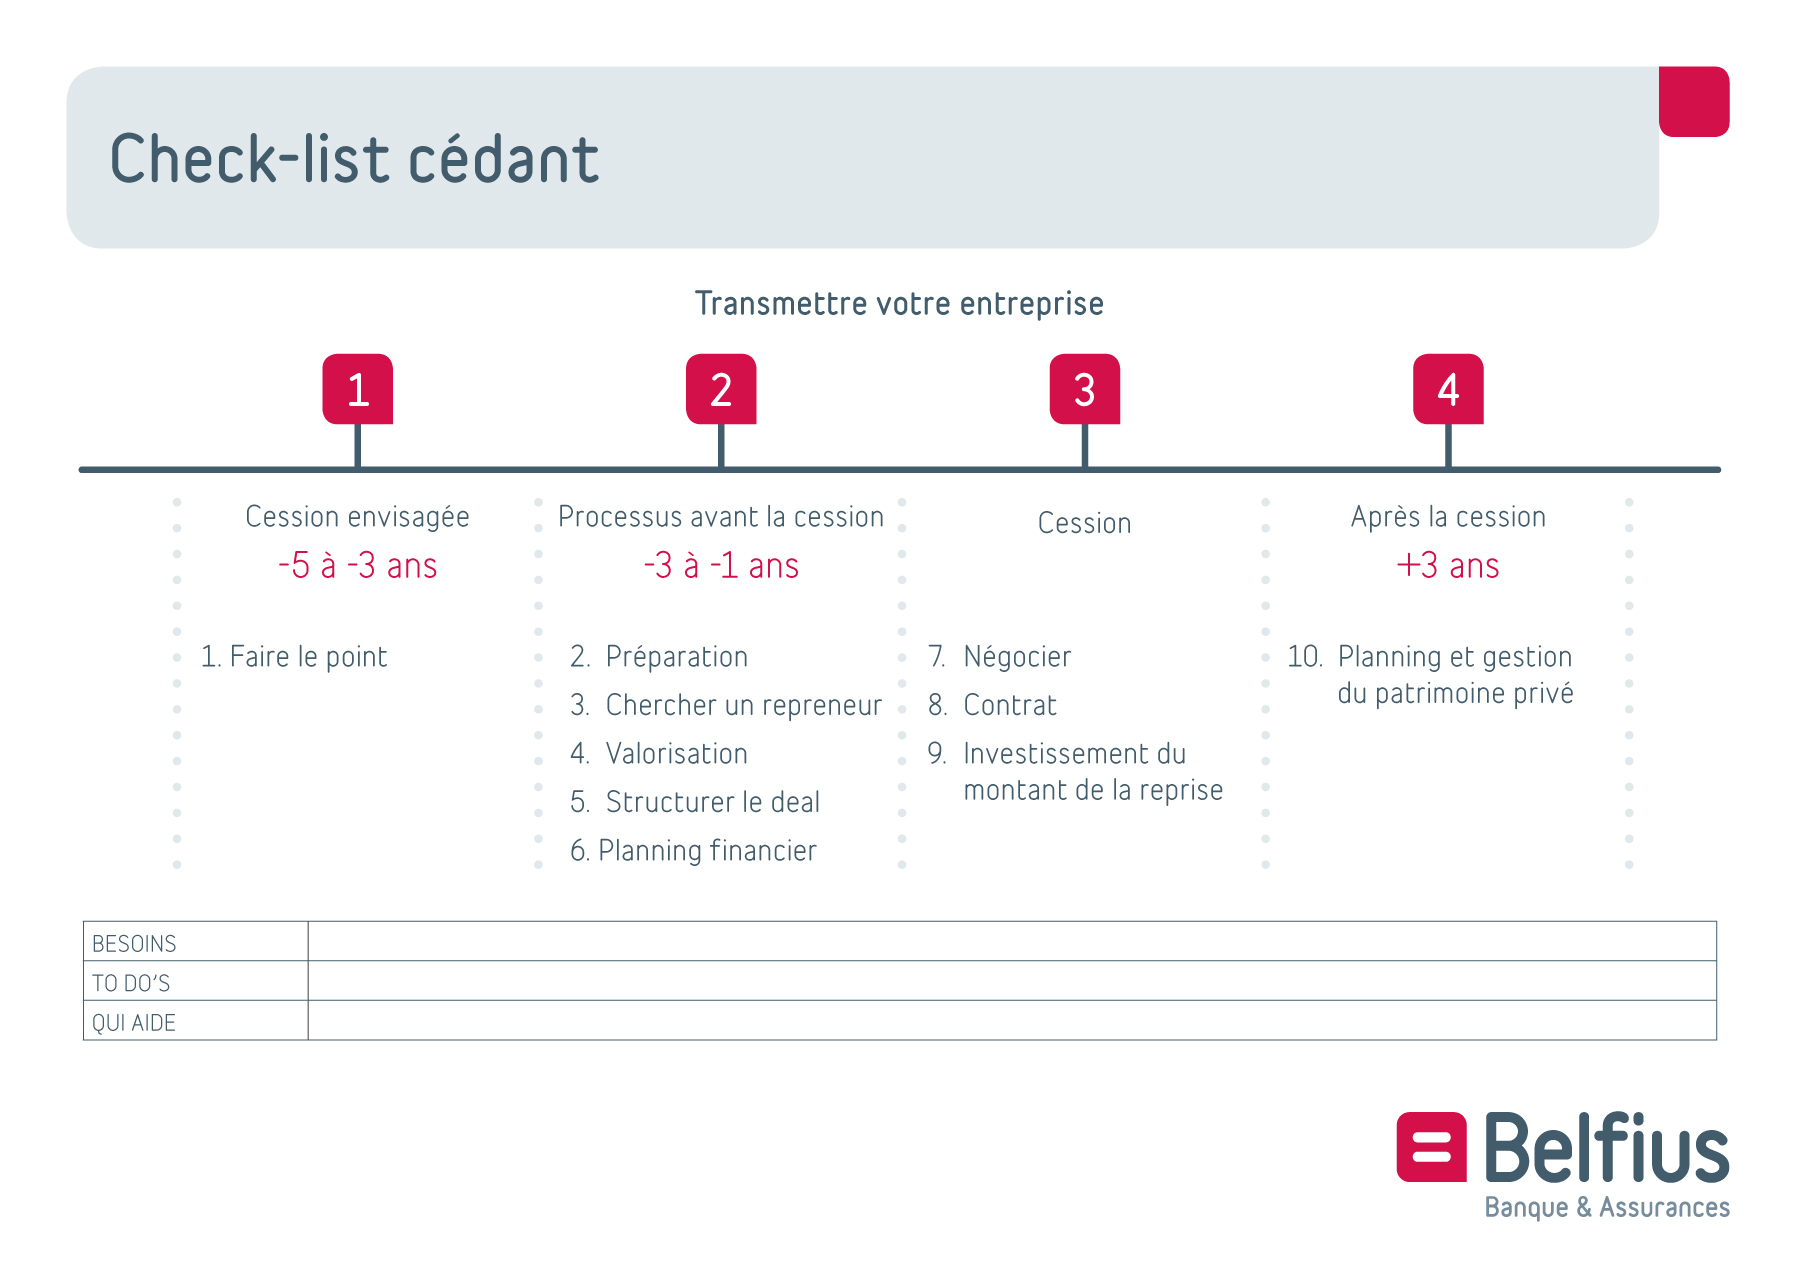 Check-list cédant
Transmettre votre entreprise
1
2
3
4
Cession envisagée
-5 à -3 ans
1. Faire le point
Processus avant la cession
-3 à -1 ans
2. Préparation
3. Chercher un repreneur
4. Valorisation
5. Structurer le deal
6. Planning financier
Cession
7. Négocier
8. Contrat
9. Investissement du
montant de la reprise
Après la cession
+3 ans
10. Planning et gestion
du patrimoine privé
BESOINS
TO DO'S
QUI AIDE
Belfius
Banque & Assurances